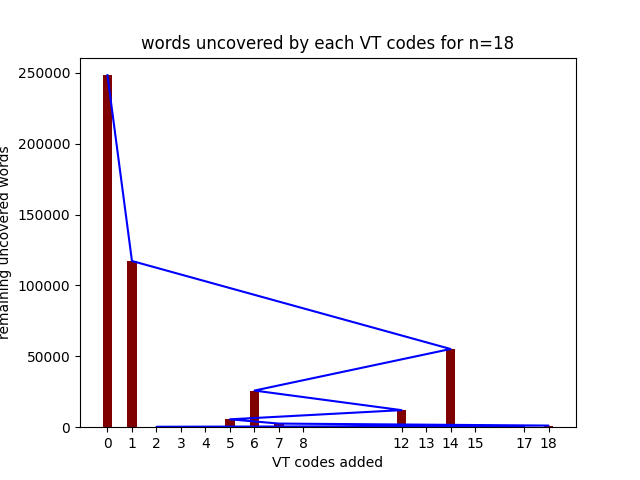 words uncovered by each VT codes for n=18
250000
200000
150000
100000
50000
0
remaining uncovered words
0 1 2 3 4 5 6 7 8 12 13 14 15 17 18
VT codes added